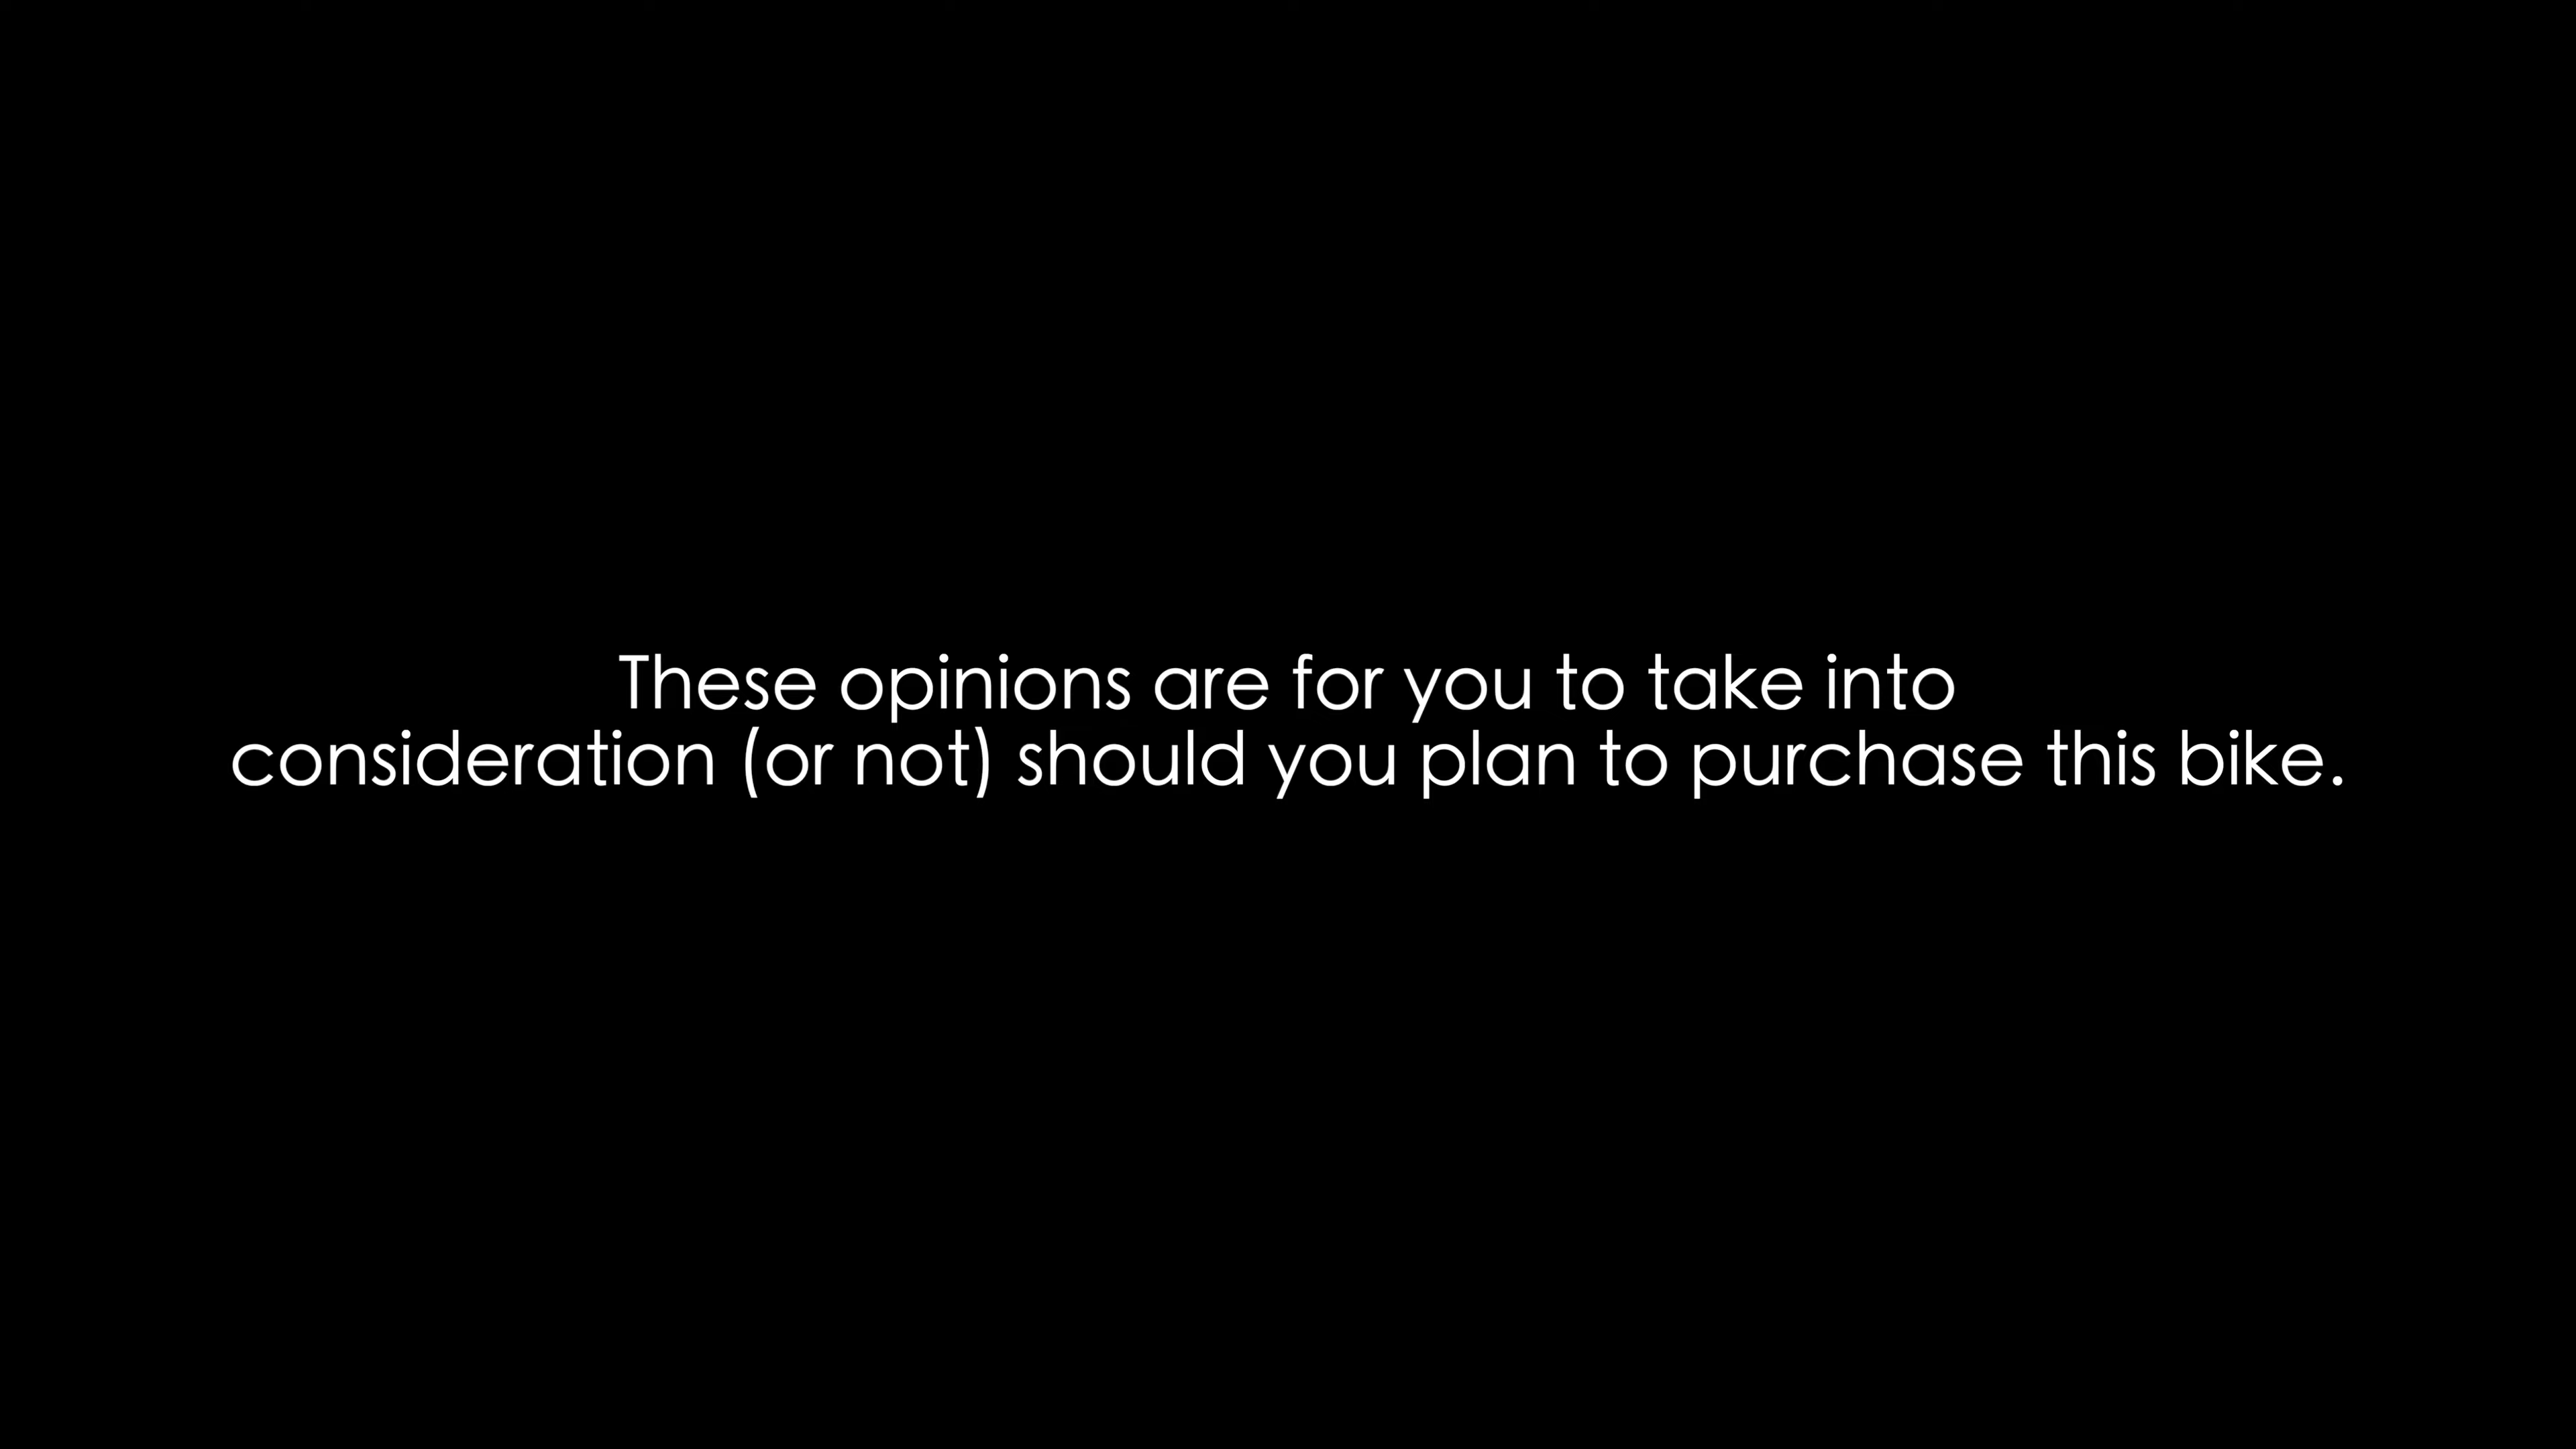 These opinions are for you to take into
consideration (or not) should you plan to purchase this bike.